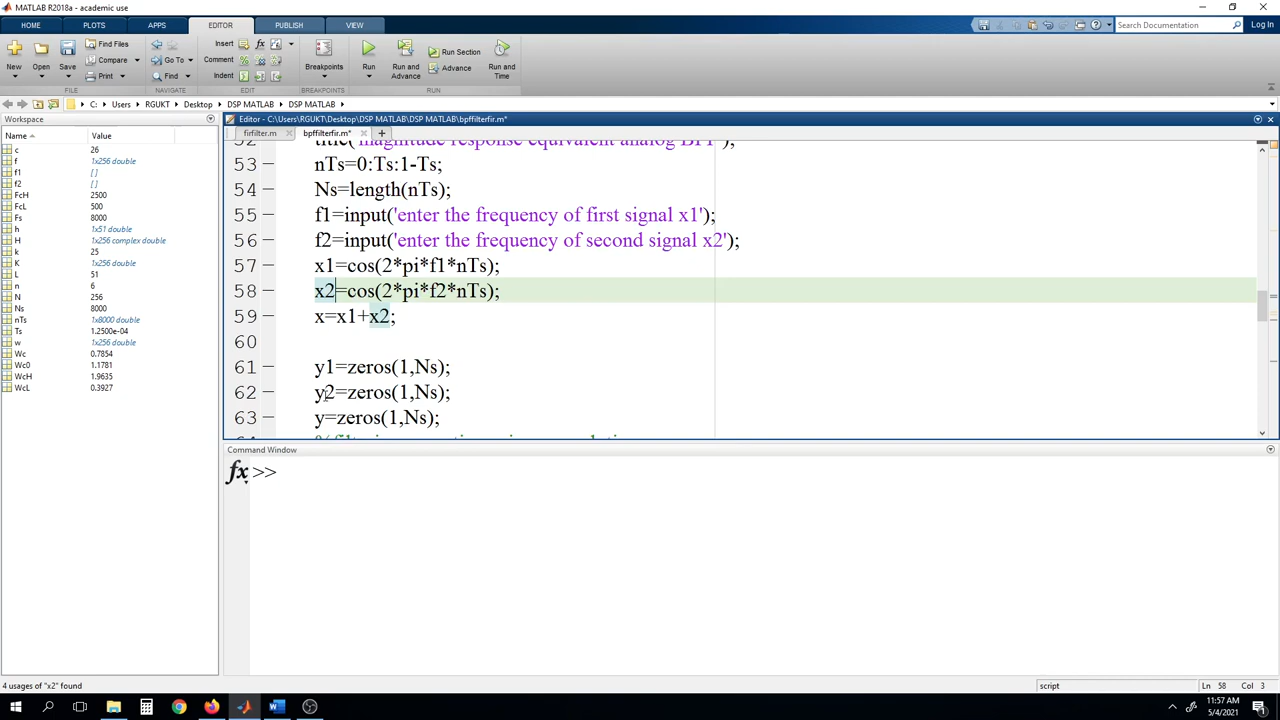 MATLAB R2018a - academic use
HOME PLOTS APPS EDITOR PUBLISH VIEW Search Documentation Log In
New Open Save Find Files Compare Print Go To Find Insert Comment Indent Breakpoints Run Run and Advance Run Section Advance Run and Time
FILE NAVIGATE EDIT BREAKPOINTS RUN
C: Users RGUKT Desktop DSP MATLAB DSP MATLAB
Workspace
Name Value
c 26
f 1x256 double
f1 []
f2 []
FcH 2500
FcL 500
Fs 8000
h 1x51 double
H 1x256 complex double
k 25
K 1x256 double
L 51
n 6
N 256
Ns 8000
nTs 1x8000 double
Ts 1.2500e-04
w 1x256 double
Wc 0.7854
Wc0 1.1781
WcH 1.9635
WcL 0.3927
Editor - C:\Users\RGUKT\Desktop\DSP MATLAB\DSP MATLAB\bpffilterfir.m*
firfilter.m bpffilterfir.m* +
52 title('magnitude response equivalent analog BPF');
53 nTs=0:Ts:1-Ts;
54 Ns=length(nTs);
55 f1=input('enter the frequency of first signal x1');
56 f2=input('enter the frequency of second signal x2');
57 x1=cos(2*pi*f1*nTs);
58 x2=cos(2*pi*f2*nTs);
59 x=x1+x2;
60
61 y1=zeros(1,Ns);
62 y2=zeros(1,Ns);
63 y=zeros(1,Ns);
64
Command Window
fx >>
4 usages of "x2" found script Ln 58 Col 3
11:57 AM
5/4/2021